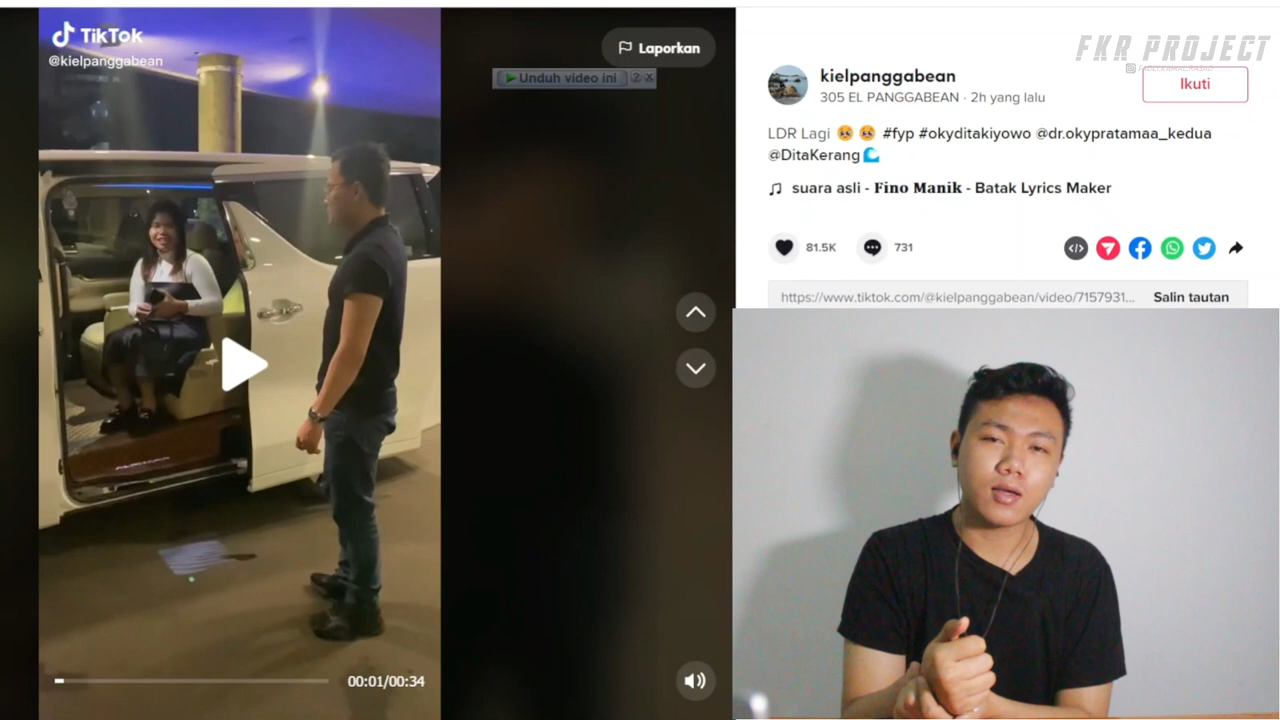 TikTok
@kielpanggabean
Laporkan
Unduh video ini
?
X
00:01/00:34
FKR PROJECT
kielpanggabean
305 EL PANGGABEAN · 2h yang lalu
Ikuti
LDR Lagi 🥺 🥺 #fyp #okyditakiyowo @dr.okypratamaa_kedua
@DitaKerang🌊
♫ suara asli - Fino Manik - Batak Lyrics Maker
81.5K
731
https://www.tiktok.com/@kielpanggabean/video/7157931...
Salin tautan